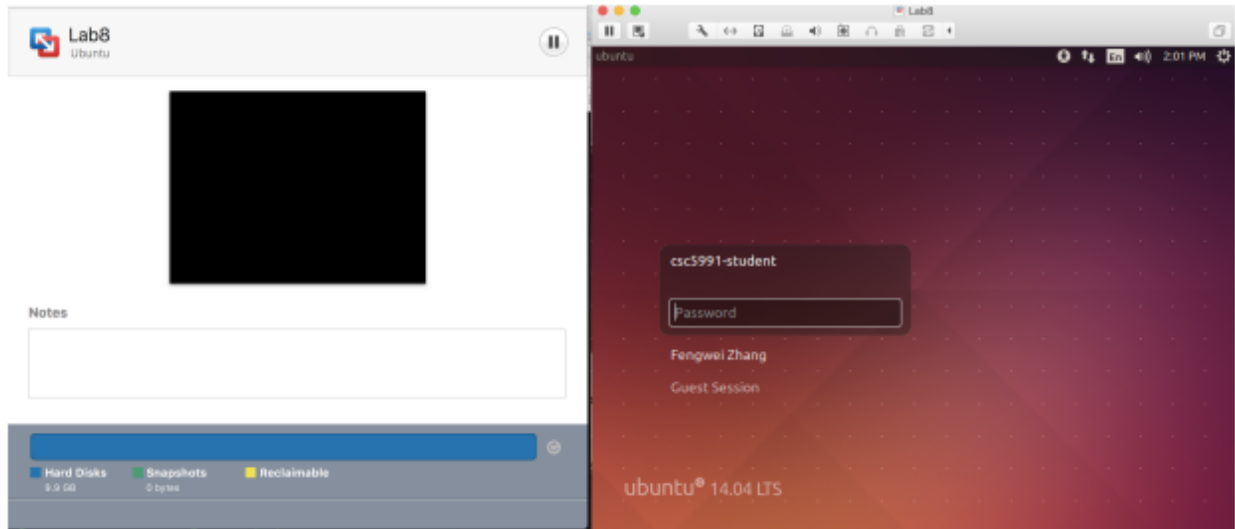 Lab8
Ubuntu
Notes
Hard Disks
9.9 GB
Snapshots
0 bytes
Reclaimable
Lab8
ubuntu
En
2:01 PM
csc5991-student
Password
Fengwei Zhang
Guest Session
ubuntu® 14.04 LTS